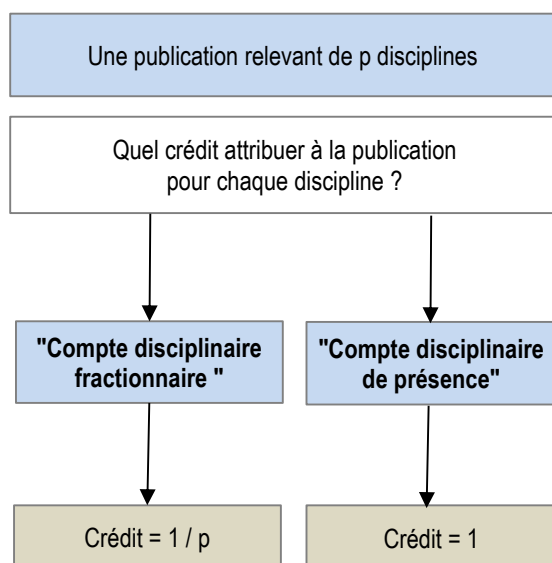 Une publication relevant de p disciplines
Quel crédit attribuer à la publication
pour chaque discipline ?
"Compte disciplinaire
fractionnaire "
"Compte disciplinaire
de présence"
Crédit = 1 / p
Crédit = 1